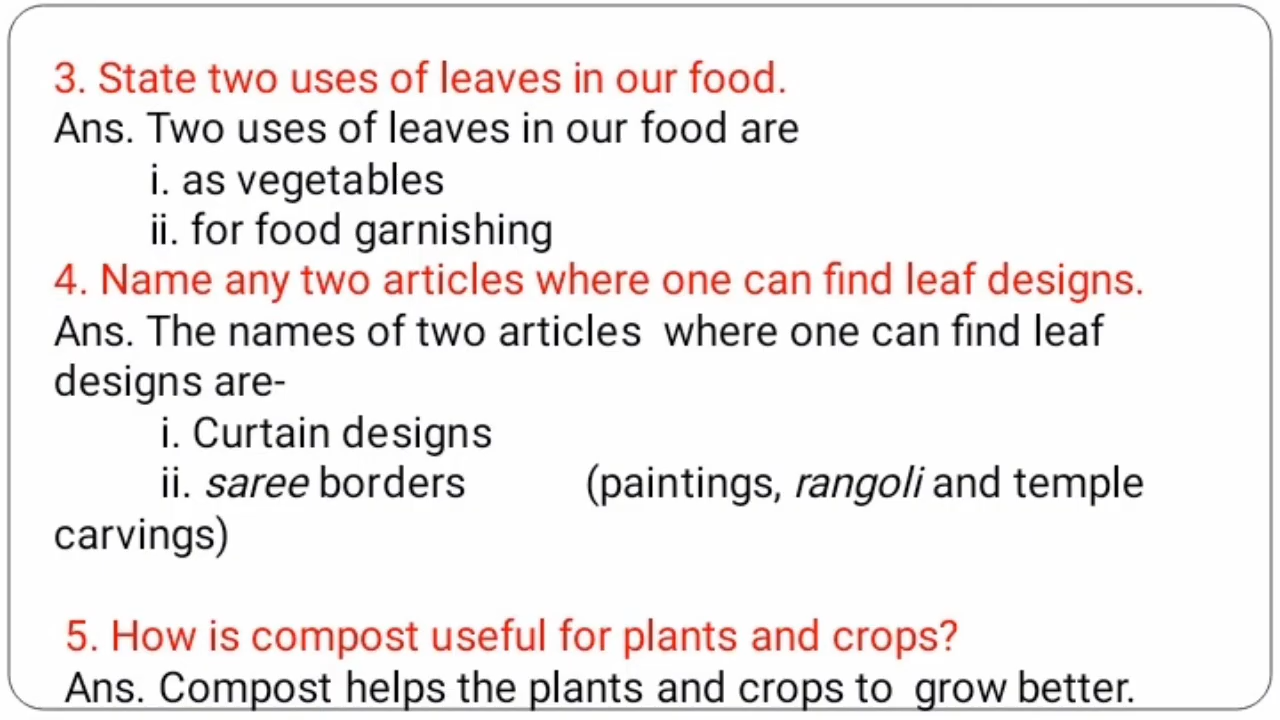 3. State two uses of leaves in our food.
Ans. Two uses of leaves in our food are
i. as vegetables
ii. for food garnishing
4. Name any two articles where one can find leaf designs.
Ans. The names of two articles where one can find leaf
designs are-
i. Curtain designs
ii. saree borders (paintings, rangoli and temple
carvings)
5. How is compost useful for plants and crops?
Ans. Compost helps the plants and crops to grow better.